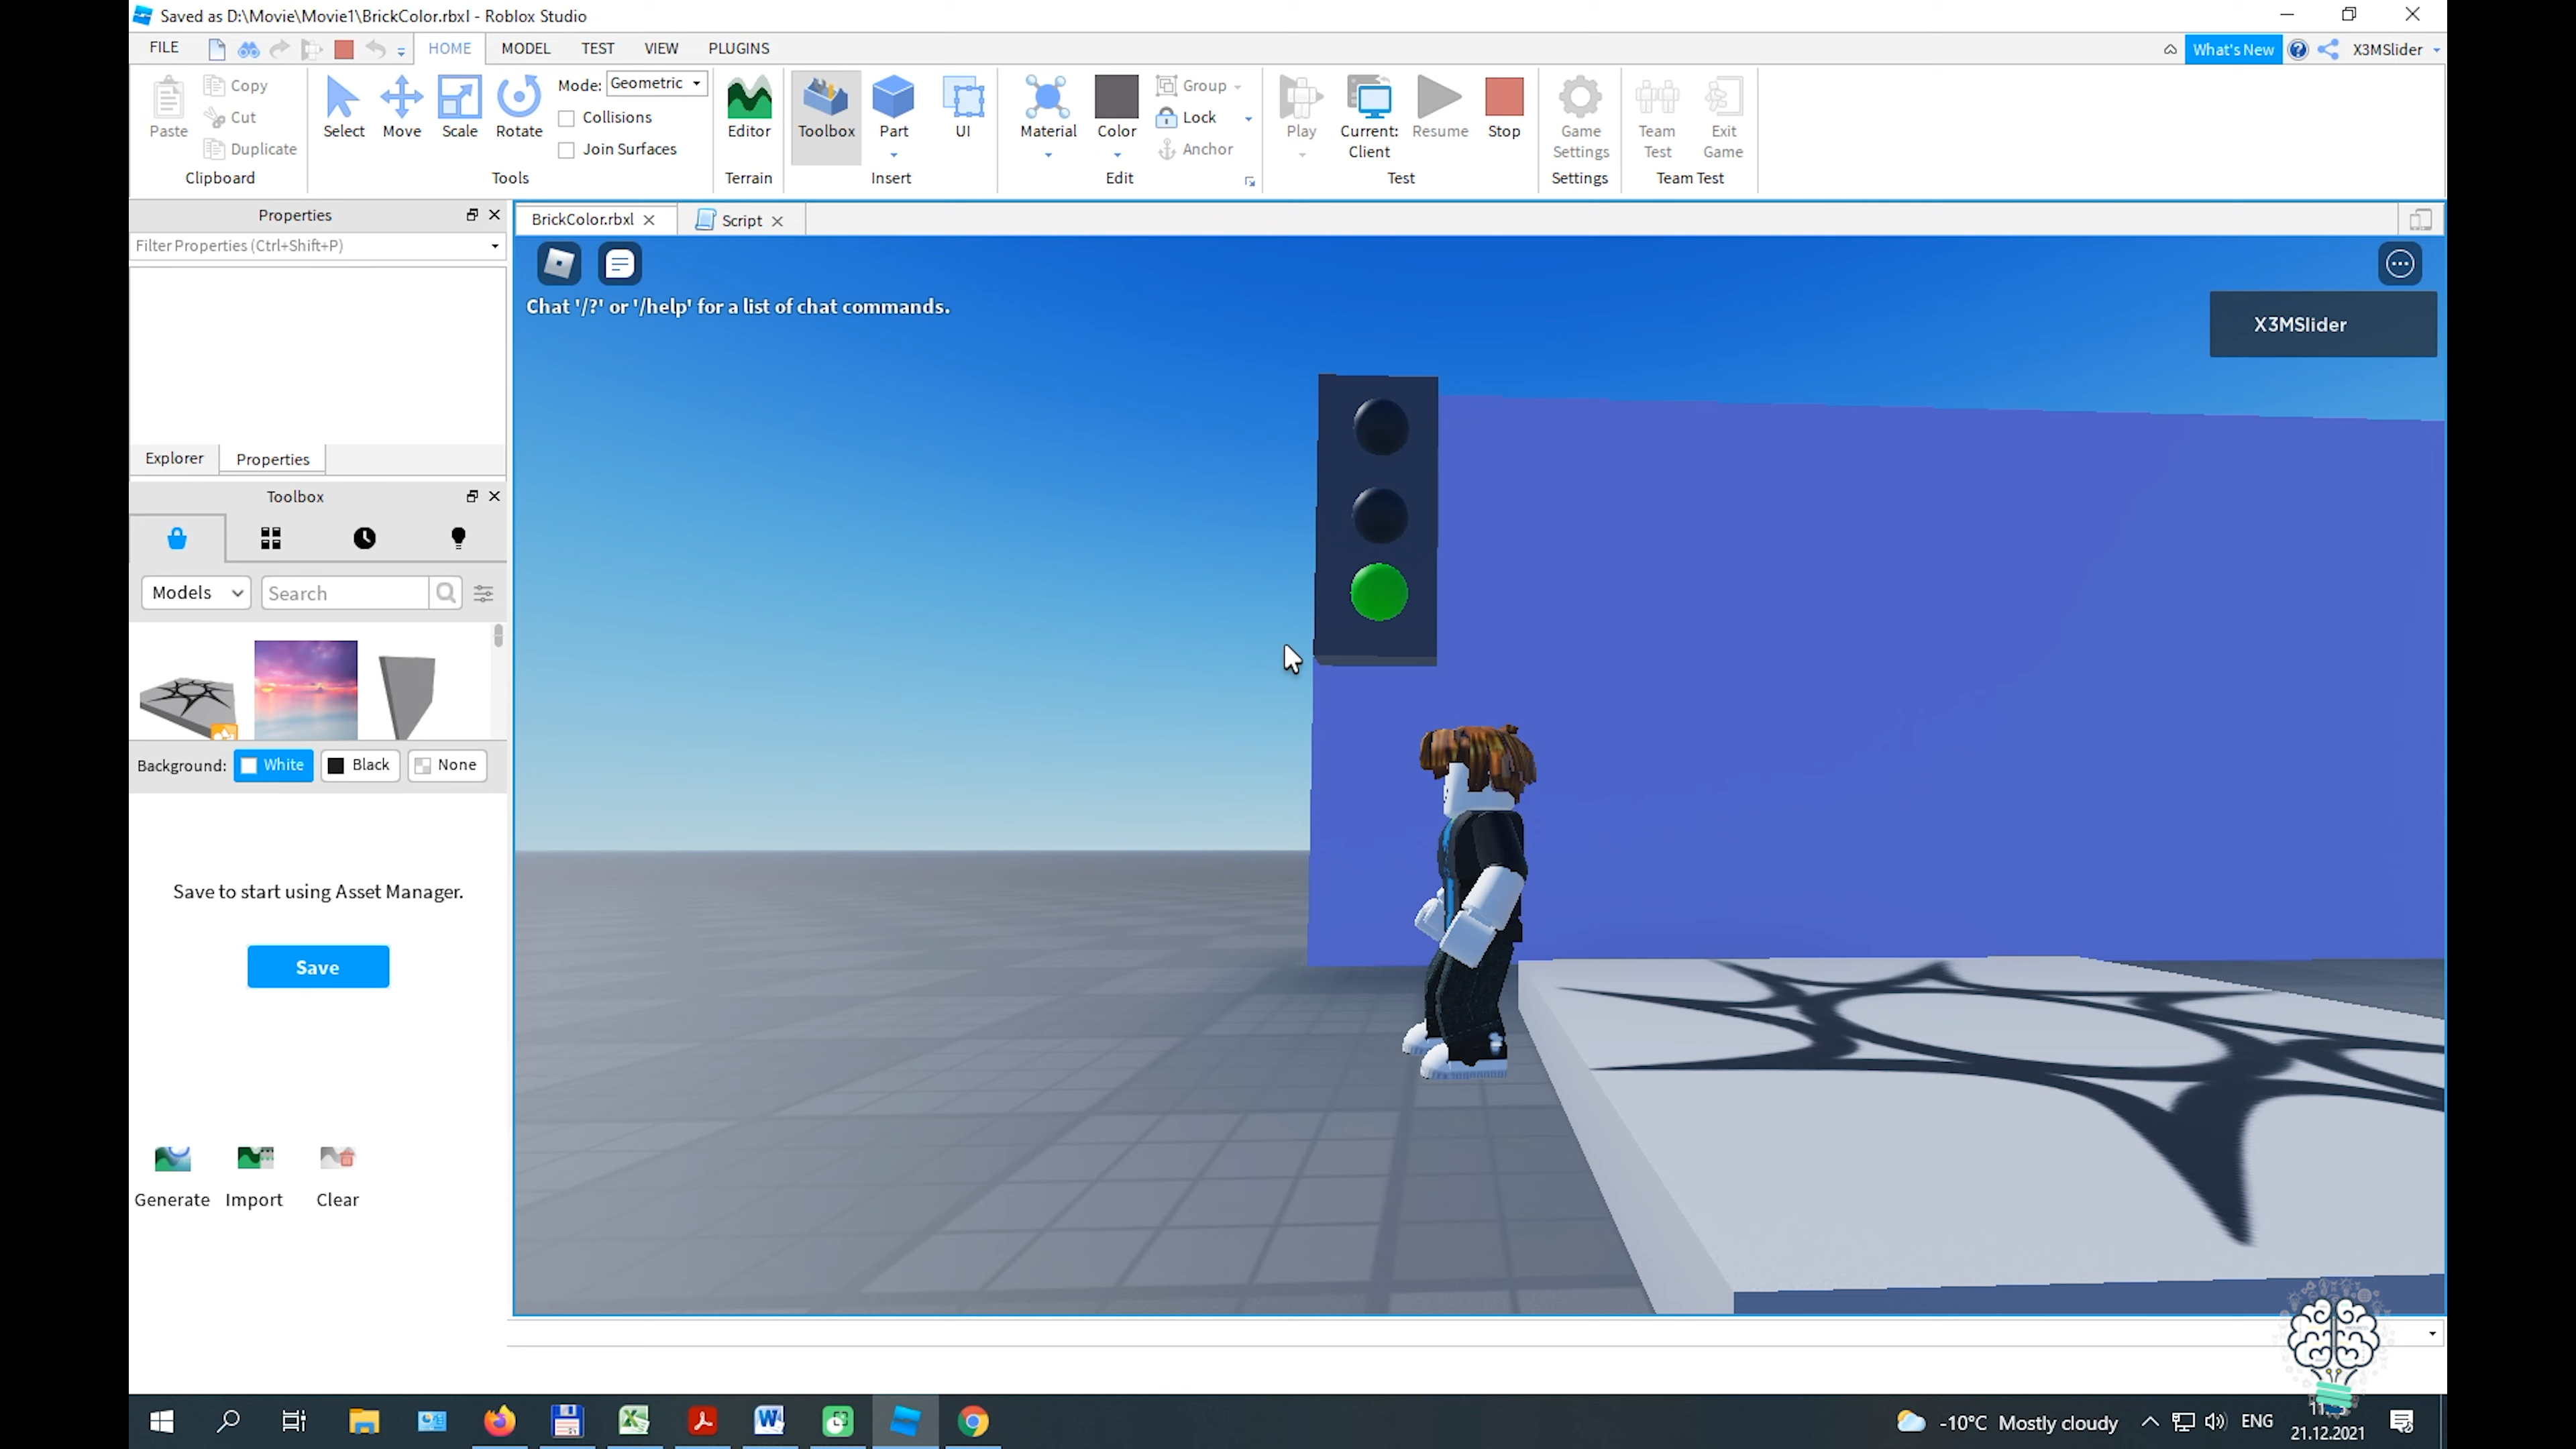 Saved as D:\Movie\Movie1\BrickColor.rbxl - Roblox Studio
FILE HOME MODEL TEST VIEW PLUGINS What's New X3MSlider
Paste Copy Cut Duplicate Clipboard
Select Move Scale Rotate Mode: Geometric Collisions Join Surfaces Tools
Editor Terrain
Toolbox Part UI Insert
Material Color Group Lock Anchor Edit
Play Current: Client Resume Stop Test
Game Settings Settings
Team Test Exit Game Team Test
Properties
Filter Properties (Ctrl+Shift+P)
Explorer Properties
Toolbox
Models Search
Background: White Black None
Save to start using Asset Manager.
Save
Generate Import Clear
BrickColor.rbxl Script
Chat '/?' or '/help' for a list of chat commands.
X3MSlider
-10°C Mostly cloudy ENG
21.12.2021